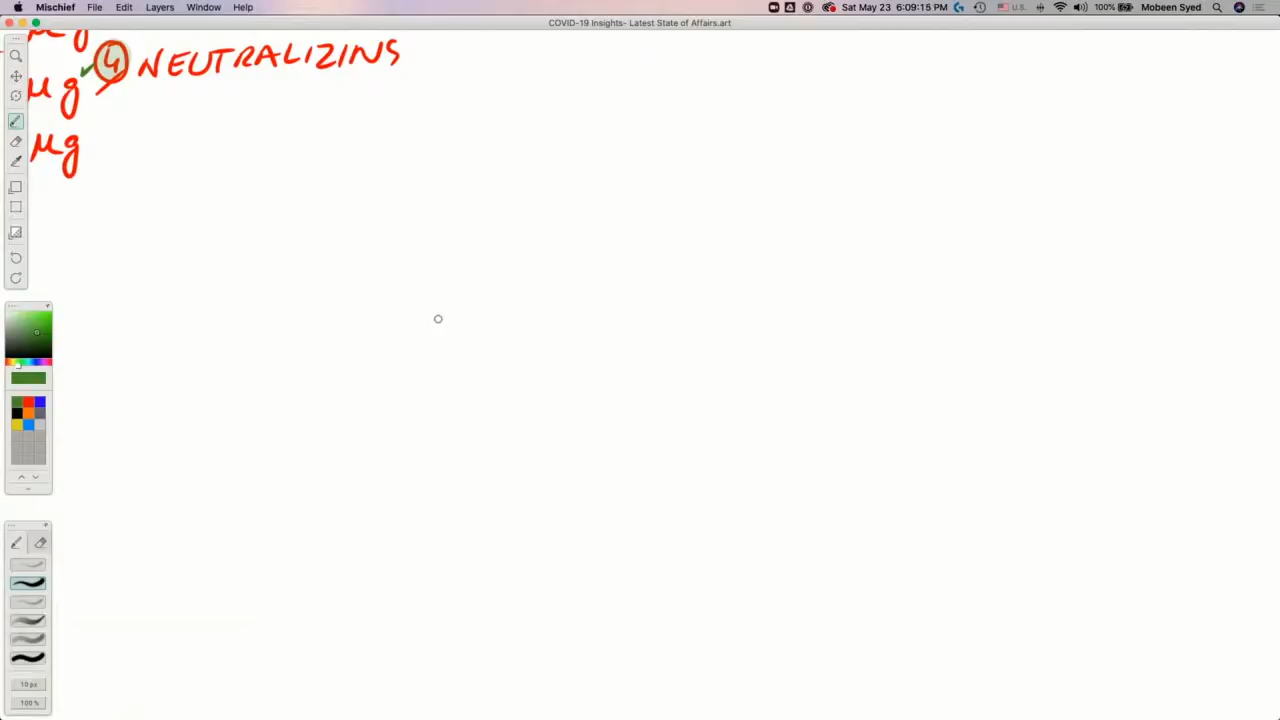 Mischief File Edit Layers Window Help 100% U.S. Sat May 23 6:09:15 PM Mobeen Syed
COVID-19 Insights- Latest State of Affairs.art
4 NEUTRALIZINS
μg
μg
10 px
100 %